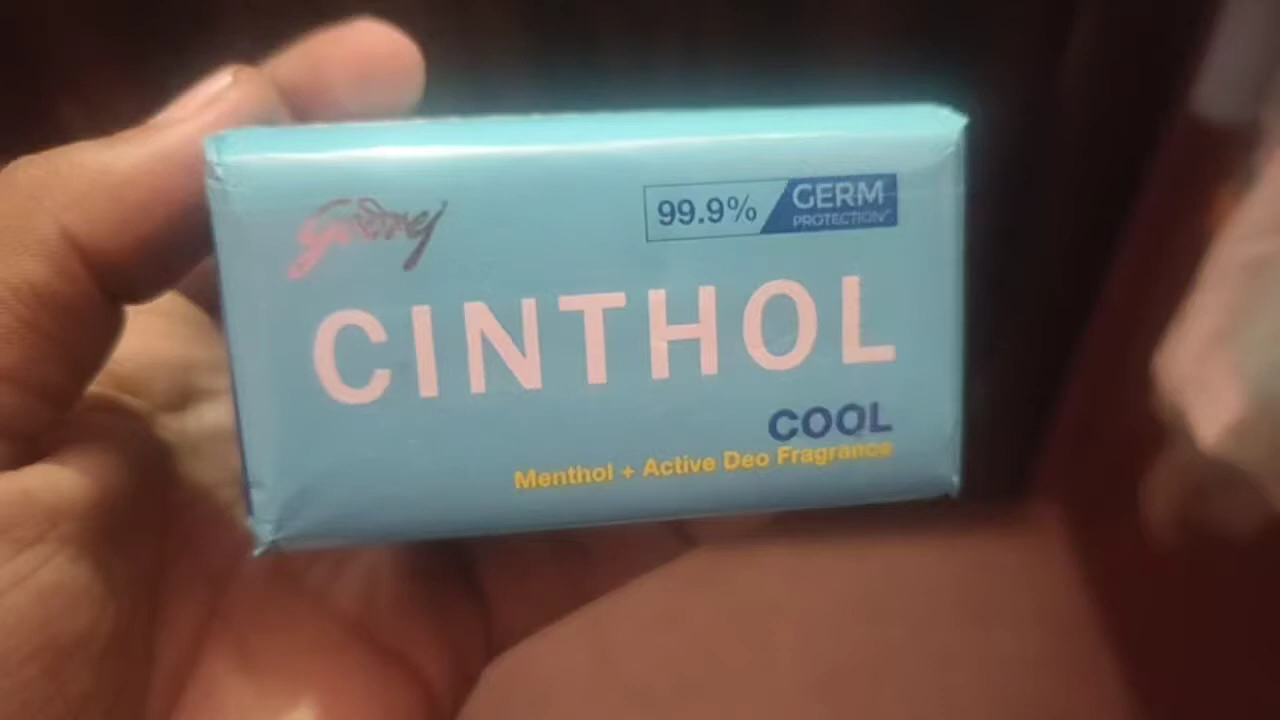 Godrej
99.9% GERM
PROTECTION*
CINTHOL
COOL
Menthol + Active Deo Fragrance